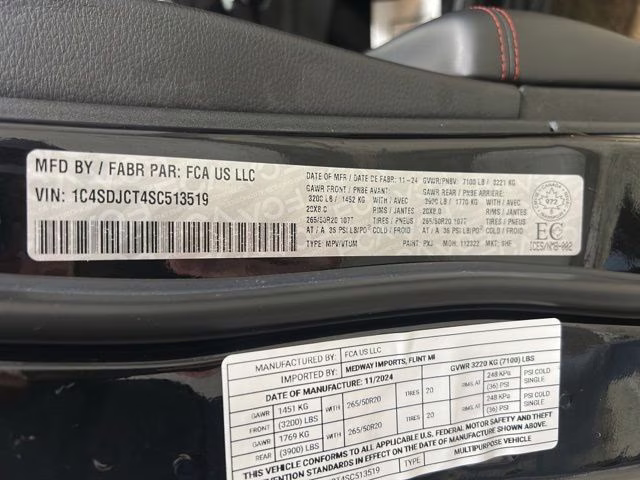 MFD BY / FABR PAR: FCA US LLC
VIN: 1C4SDJCT4SC513519
DATE OF MFR / DATE DE FABR: 11-24 GVWR/PNBV: 7100 LB / 3221 KG
GAWR FRONT / PNBE AVANT: GAWR REAR / PNBE ARRIERE:
3200 LB / 1452 KG WITH / AVEC 3900 LB / 1770 KG WITH / AVEC
20X8.0 RIMS / JANTES 20X8.0 RIMS / JANTES
265/50R20 107T TIRES / PNEUS 265/50R20 107T TIRES / PNEUS
AT / A 36 PSI LB/PO² COLD / FROID AT / A 36 PSI LB/PO² COLD / FROID
TYPE: MPV/VTUM PAINT: PXJ MDH: 112322 MKT: BHF
CANADA
972
EC
ICES/NMB-002
MANUFACTURED BY: FCA US LLC
IMPORTED BY: MEDWAY IMPORTS, FLINT MI
DATE OF MANUFACTURE: 11/2024 GVWR 3220 KG (7100) LBS
GAWR 1451 KG WITH 265/50R20 TIRES 20 RIMS, AT 248 KPa PSI COLD
FRONT (3200) LBS (36) PSI SINGLE
GAWR 1769 KG WITH 265/50R20 TIRES 20 RIMS, AT 248 KPa PSI COLD
REAR (3900) LBS (36) PSI SINGLE
THIS VEHICLE CONFORMS TO ALL APPLICABLE U.S. FEDERAL MOTOR SAFETY AND THEFT
PREVENTION STANDARDS IN EFFECT ON THE DATE OF MANUFACTURE SHOWN ABOVE.
TYPE MULTIPURPOSE VEHICLE